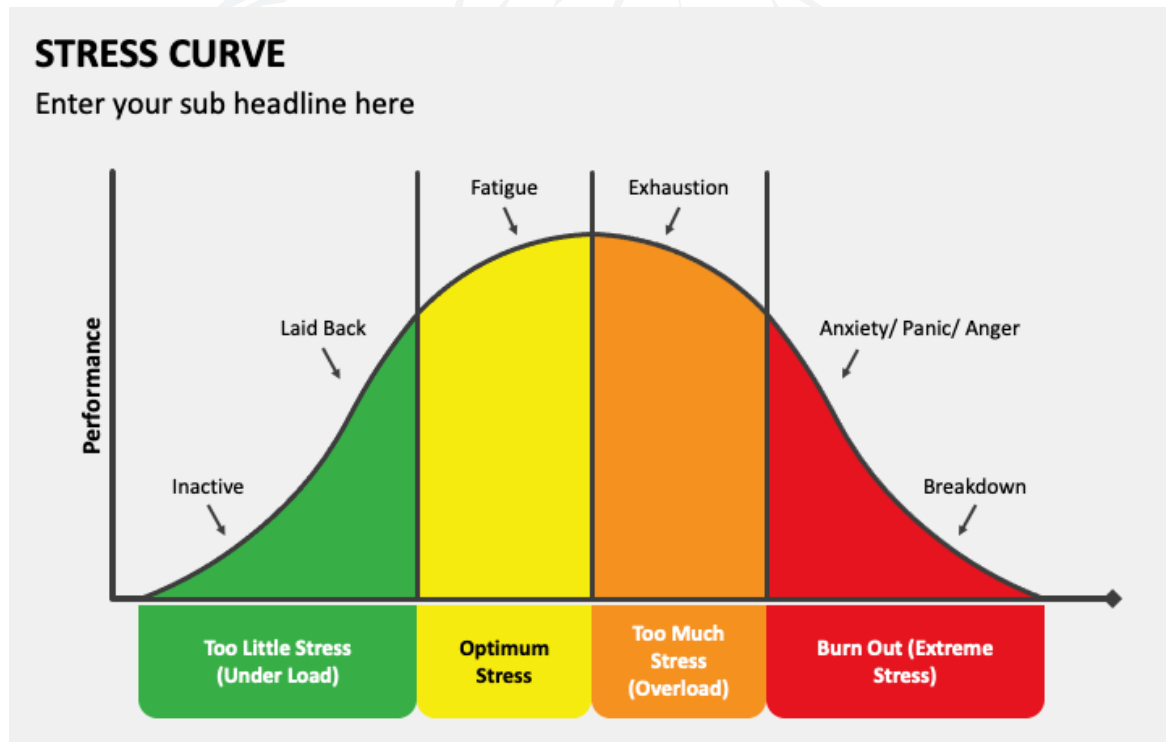 STRESS CURVE
Enter your sub headline here
Fatigue
Exhaustion
Laid Back
Anxiety/ Panic/ Anger
Performance
Inactive
Breakdown
Too Little Stress
(Under Load)
Optimum
Stress
Too Much
Stress
(Overload)
Burn Out (Extreme
Stress)